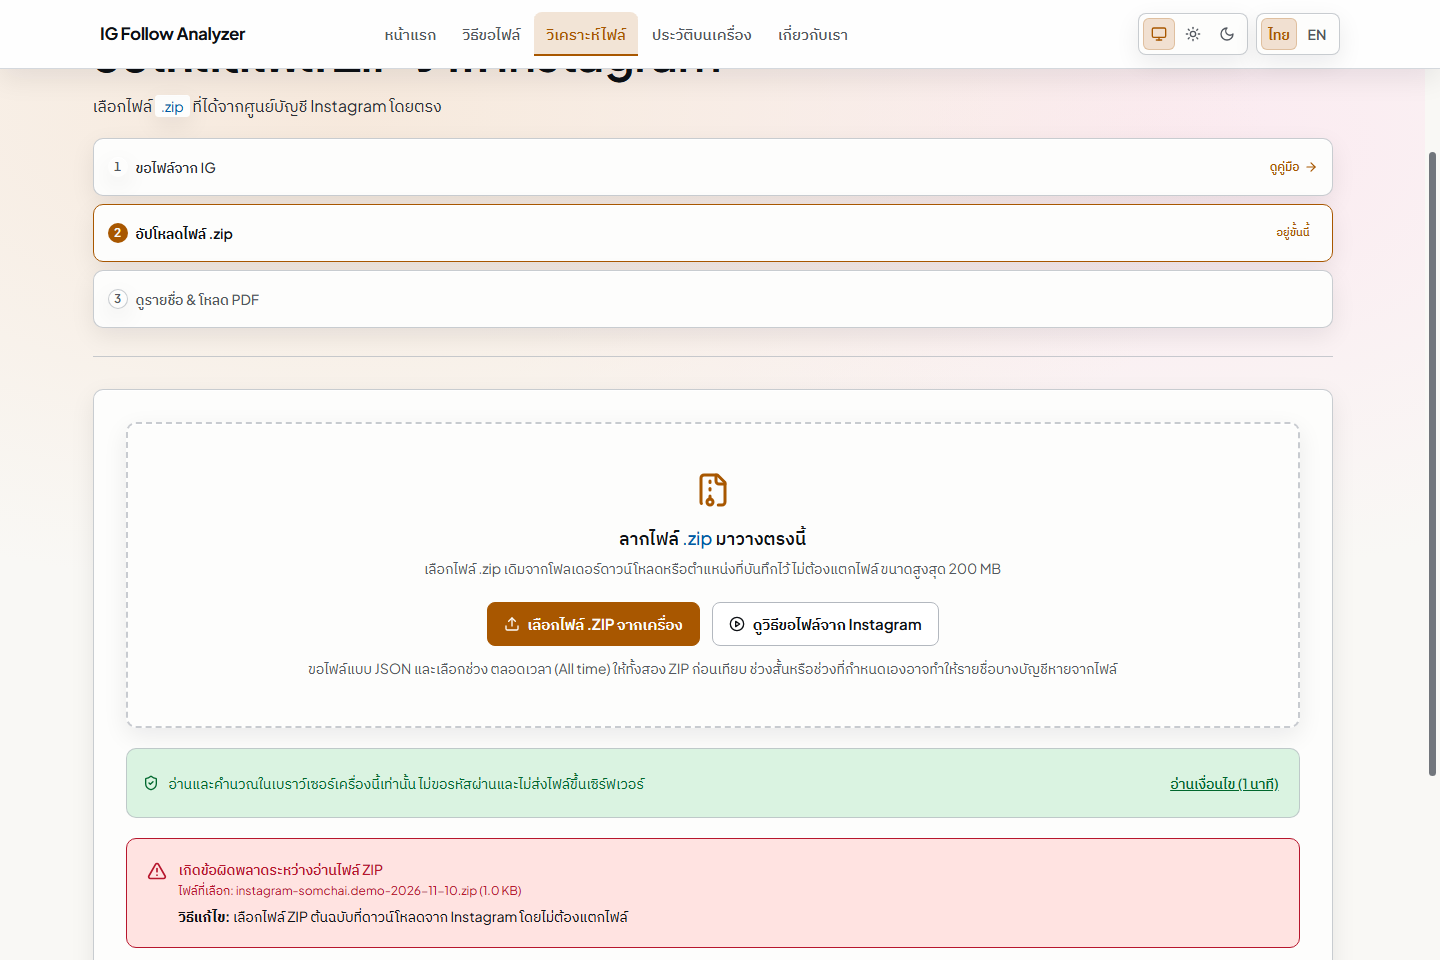 IG Follow Analyzer
หน้าแรก
วิธีขอไฟล์
วิเคราะห์ไฟล์
ประวัติบนเครื่อง
เกี่ยวกับเรา
ไทย
EN
เลือกไฟล์ .zip ที่ได้จากศูนย์บัญชี Instagram โดยตรง
1 ขอไฟล์จาก IG
ดูคู่มือ →
2 อัปโหลดไฟล์ .zip
อยู่ขั้นนี้
3 ดูรายชื่อ & โหลด PDF
ลากไฟล์ .zip มาวางตรงนี้
เลือกไฟล์ .zip เดิมจากโฟลเดอร์ดาวน์โหลดหรือตำแหน่งที่บันทึกไว้ ไม่ต้องแตกไฟล์ ขนาดสูงสุด 200 MB
เลือกไฟล์ .ZIP จากเครื่อง
ดูวิธีขอไฟล์จาก Instagram
ขอไฟล์แบบ JSON และเลือกช่วง ตลอดเวลา (All time) ให้ทั้งสอง ZIP ก่อนเทียบ ช่วงสั้นหรือช่วงที่กำหนดเองอาจทำให้รายชื่อบางบัญชีหายจากไฟล์
อ่านและคำนวณในเบราว์เซอร์เครื่องนี้เท่านั้น ไม่ขอรหัสผ่านและไม่ส่งไฟล์ขึ้นเซิร์ฟเวอร์
อ่านเงื่อนไข (1 นาที)
เกิดข้อผิดพลาดระหว่างอ่านไฟล์ ZIP
ไฟล์ที่เลือก: instagram-somchai.demo-2026-11-10.zip (1.0 KB)
วิธีแก้ไข: เลือกไฟล์ ZIP ต้นฉบับที่ดาวน์โหลดจาก Instagram โดยไม่ต้องแตกไฟล์